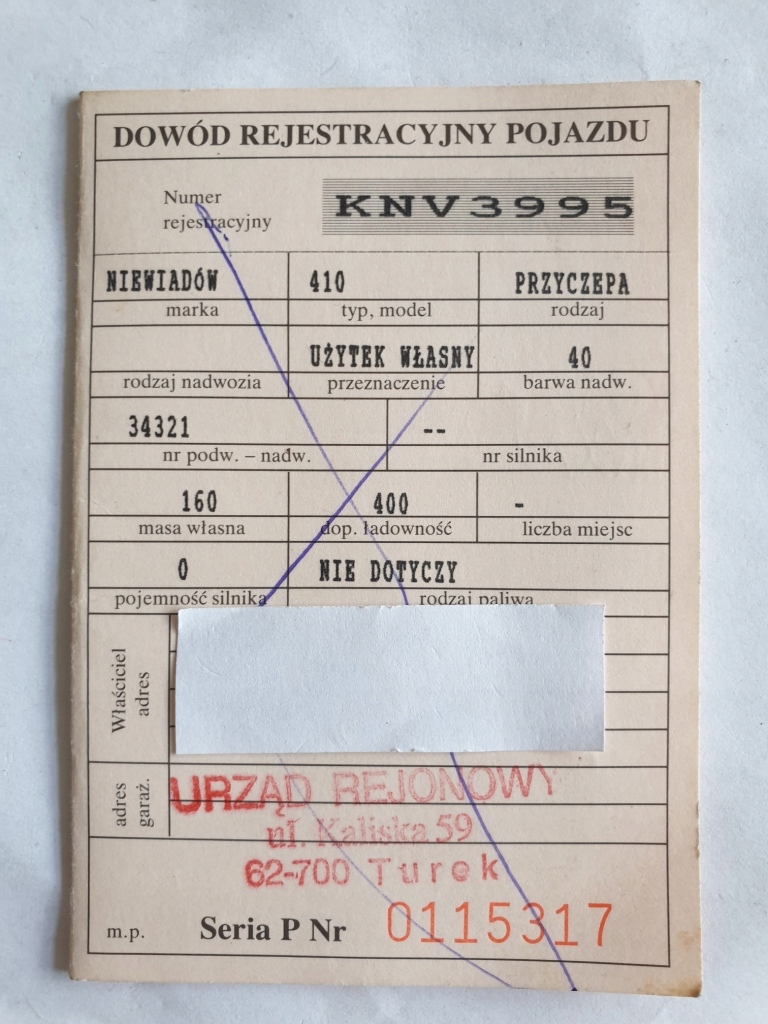 DOWÓD REJESTRACYJNY POJAZDU
Numer
rejestracyjny
KNV3995
NIEWIADÓW 410 PRZYCZEPA
marka typ, model rodzaj
UŻYTEK WŁASNY 40
rodzaj nadwozia przeznaczenie barwa nadw.
34321 --
nr podw. – nadw. nr silnika
160 400 -
masa własna dop. ładowność liczba miejsc
0 NIE DOTYCZY
pojemność silnika rodzaj paliwa
Właściciel
adres
adres
garaż.
URZĄD REJONOWY
ul. Kaliska 59
62-700 Turek
m.p. Seria P Nr 0115317